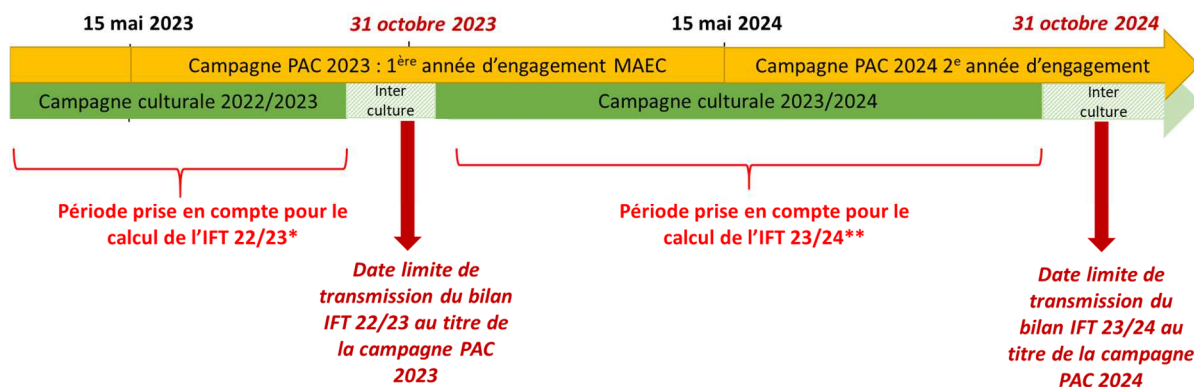 15 mai 2023
31 octobre 2023
15 mai 2024
31 octobre 2024
Campagne PAC 2023 : 1ère année d’engagement MAEC
Campagne PAC 2024 2e année d’engagement
Campagne culturale 2022/2023
Inter
culture
Campagne culturale 2023/2024
Inter
culture
Période prise en compte pour le
calcul de l’IFT 22/23*
Période prise en compte pour le
calcul de l’IFT 23/24**
Date limite de
transmission du bilan
IFT 22/23 au titre de
la campagne PAC
2023
Date limite de
transmission du
bilan IFT 23/24 au
titre de la campagne
PAC 2024